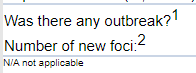 Was there any outbreak?1
Number of new foci:2
N/A not applicable